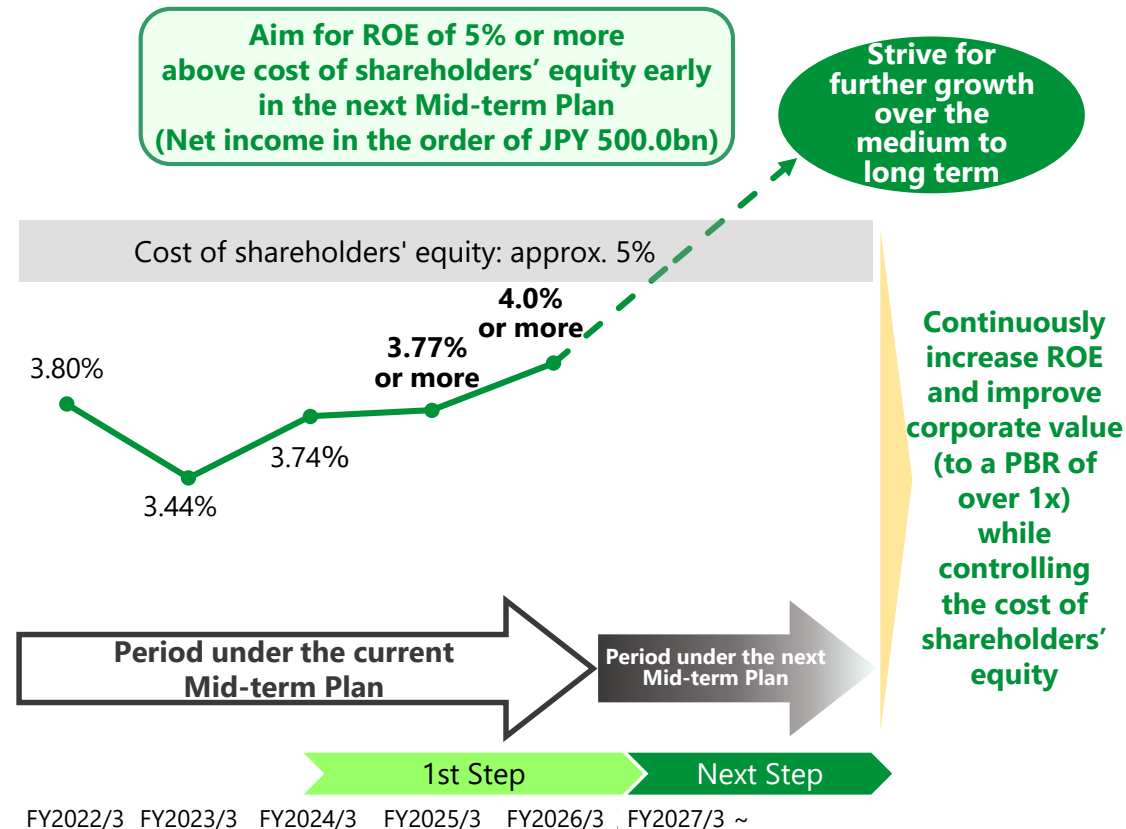 Aim for ROE of 5% or more
above cost of shareholders’ equity early
in the next Mid-term Plan
(Net income in the order of JPY 500.0bn)
Strive for
further growth
over the
medium to
long term
Cost of shareholders' equity: approx. 5%
3.80%
3.44%
3.74%
3.77%
or more
4.0%
or more
Continuously
increase ROE
and improve
corporate value
(to a PBR of
over 1x)
while
controlling
the cost of
shareholders’
equity
Period under the current
Mid-term Plan
Period under the next
Mid-term Plan
1st Step
Next Step
FY2022/3 FY2023/3 FY2024/3 FY2025/3 FY2026/3 FY2027/3 ~